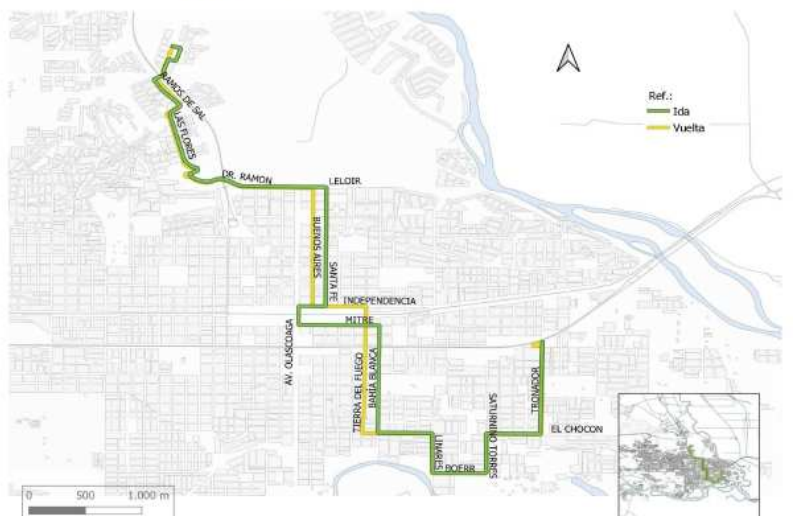 Ref.:
Ida
Vuelta
RAMOS DE SAL
LAS FLORES
DR. RAMON
LELOIR
BUENOS AIRES
SANTA FE
INDEPENDENCIA
MITRE
AV. OLASCOAGA
TIERRA DEL FUEGO
BAHÍA BLANCA
LINARES
BOERR
SATURNINO TORRES
TRONADOR
EL CHOCON
0 500 1.000 m